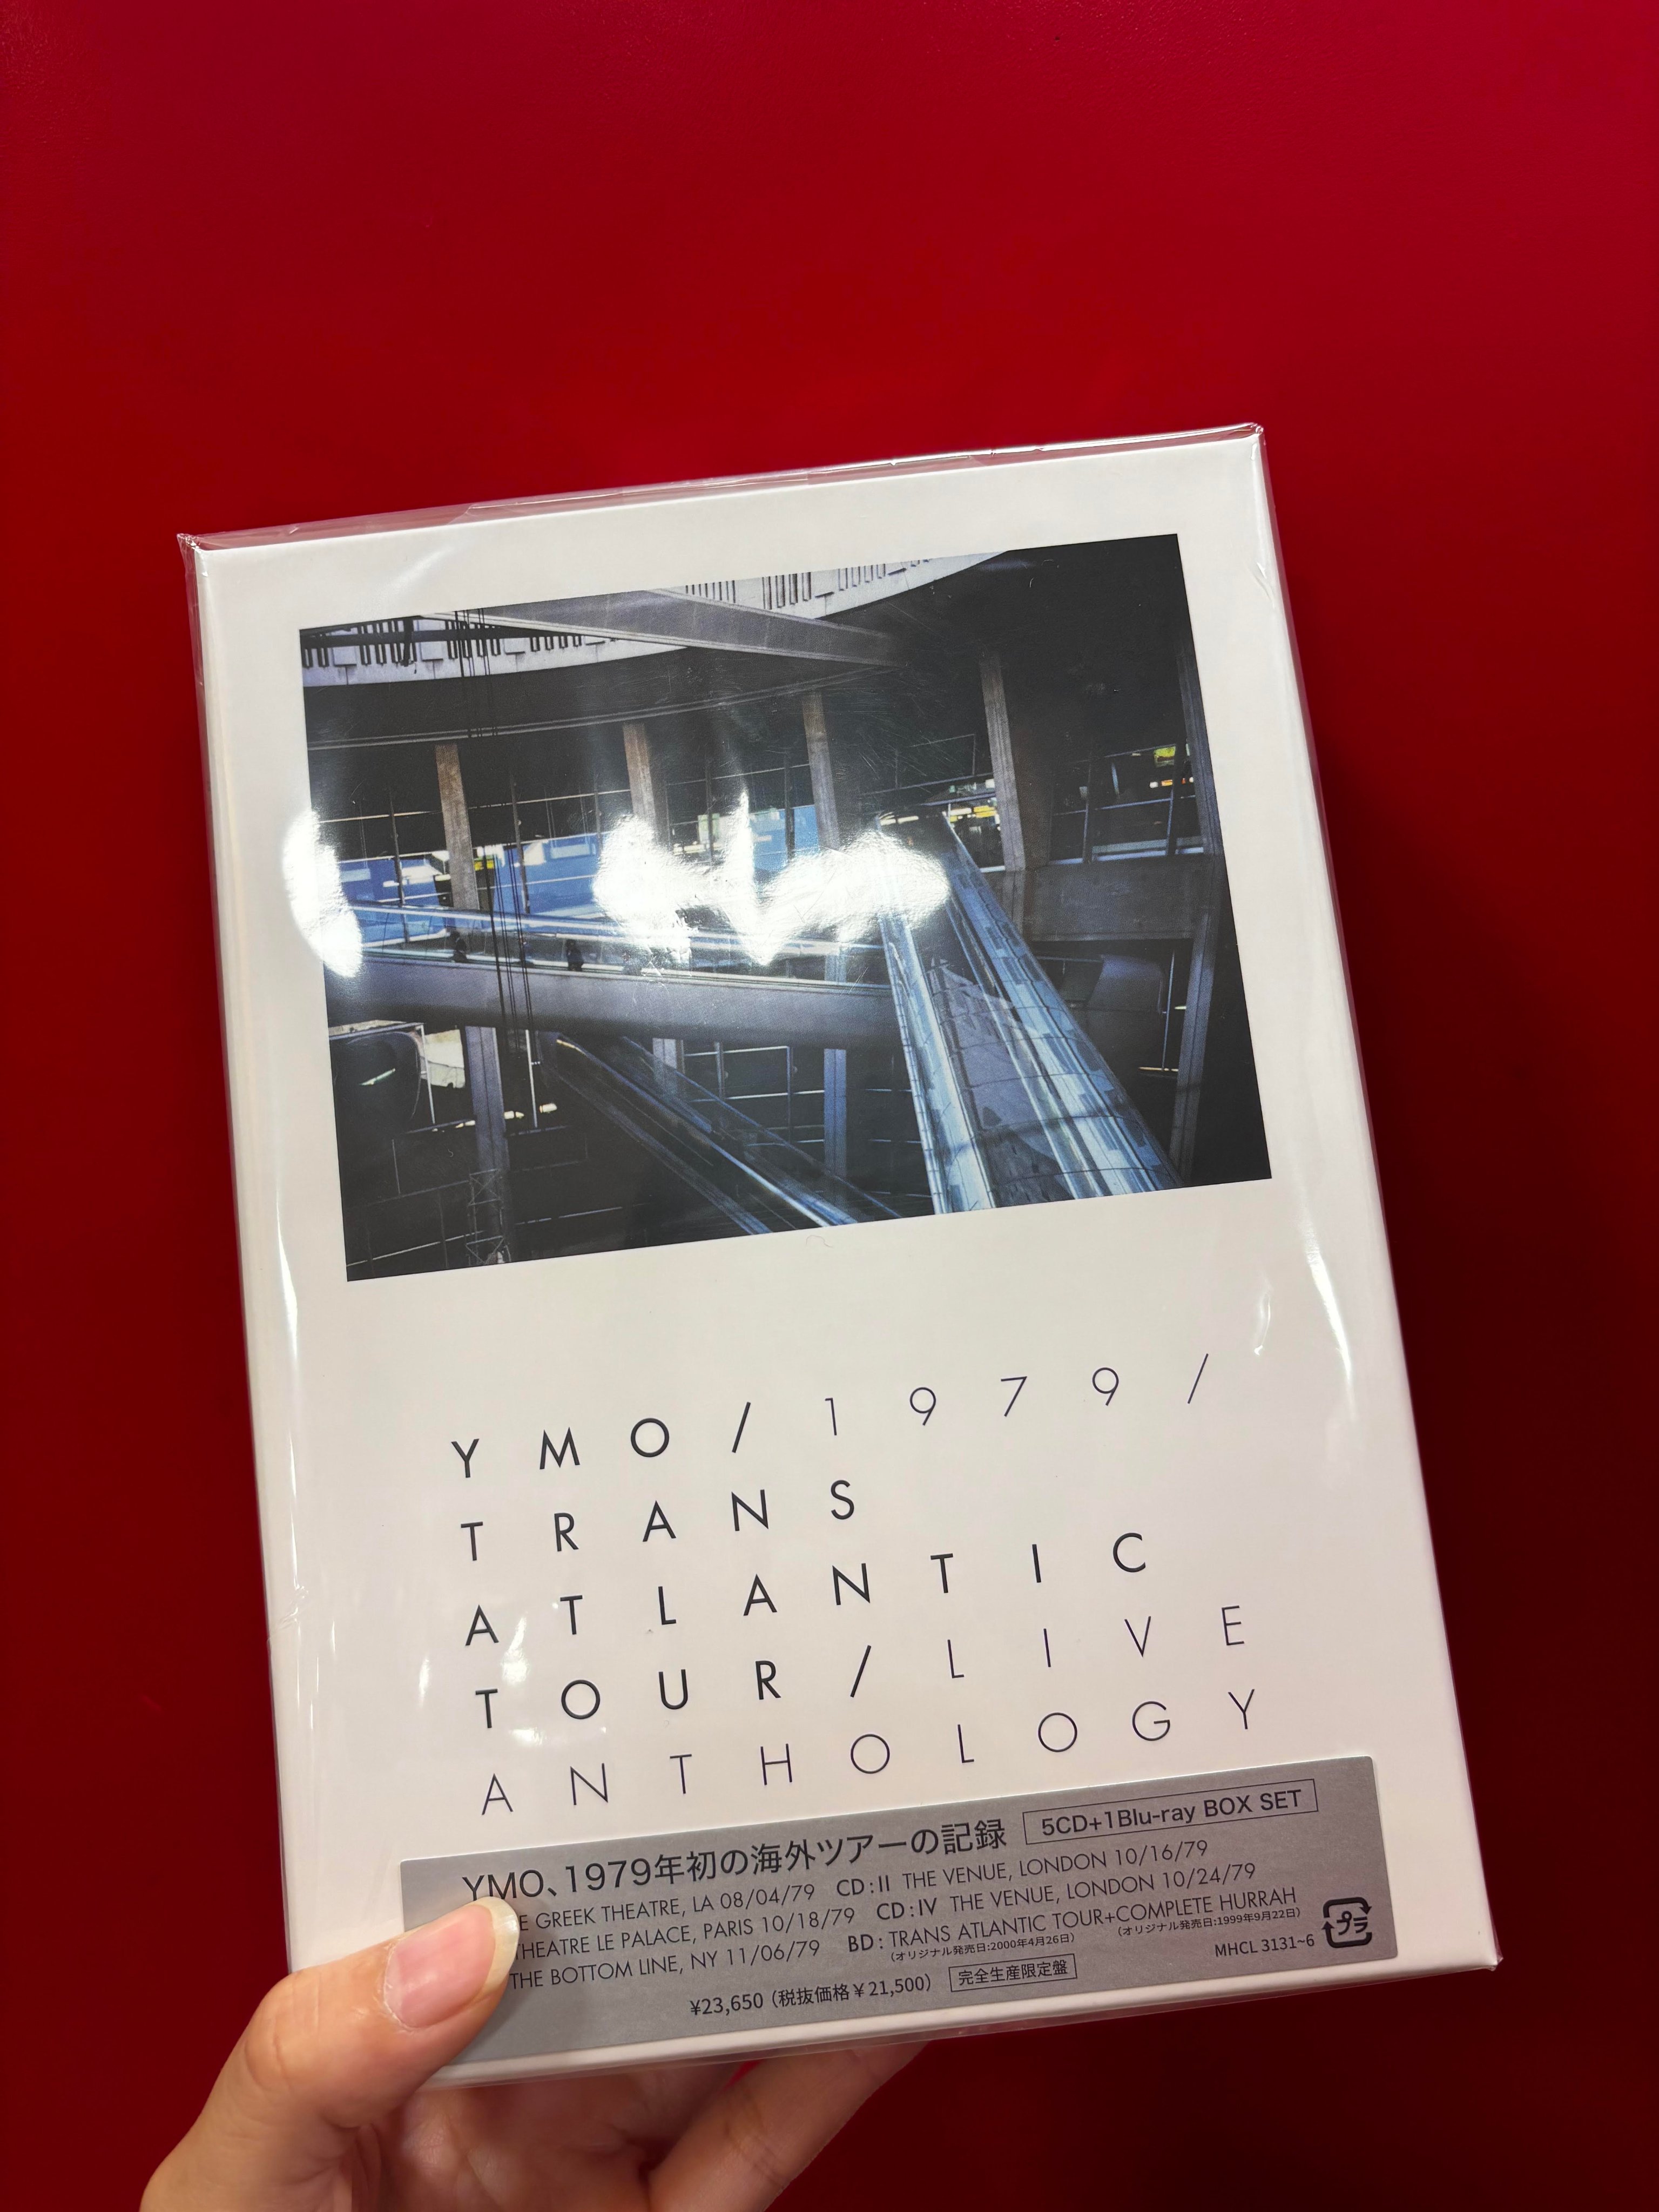 YMO/1979/
TRANS
ATLANTIC
TOUR/LIVE
ANTHOLOGY
YMO、1979年初の海外ツアーの記録 5CD+1Blu-ray BOX SET
GREEK THEATRE, LA 08/04/79 CD:II THE VENUE, LONDON 10/16/79
THEATRE LE PALACE, PARIS 10/18/79 CD:IV THE VENUE, LONDON 10/24/79
THE BOTTOM LINE, NY 11/06/79 BD: TRANS ATLANTIC TOUR+COMPLETE HURRAH
(オリジナル発売日:2000年4月26日) (オリジナル発売日:1999年9月22日)
¥23,650 (税抜価格¥21,500) 完全生産限定盤 MHCL 3131~6
プラ